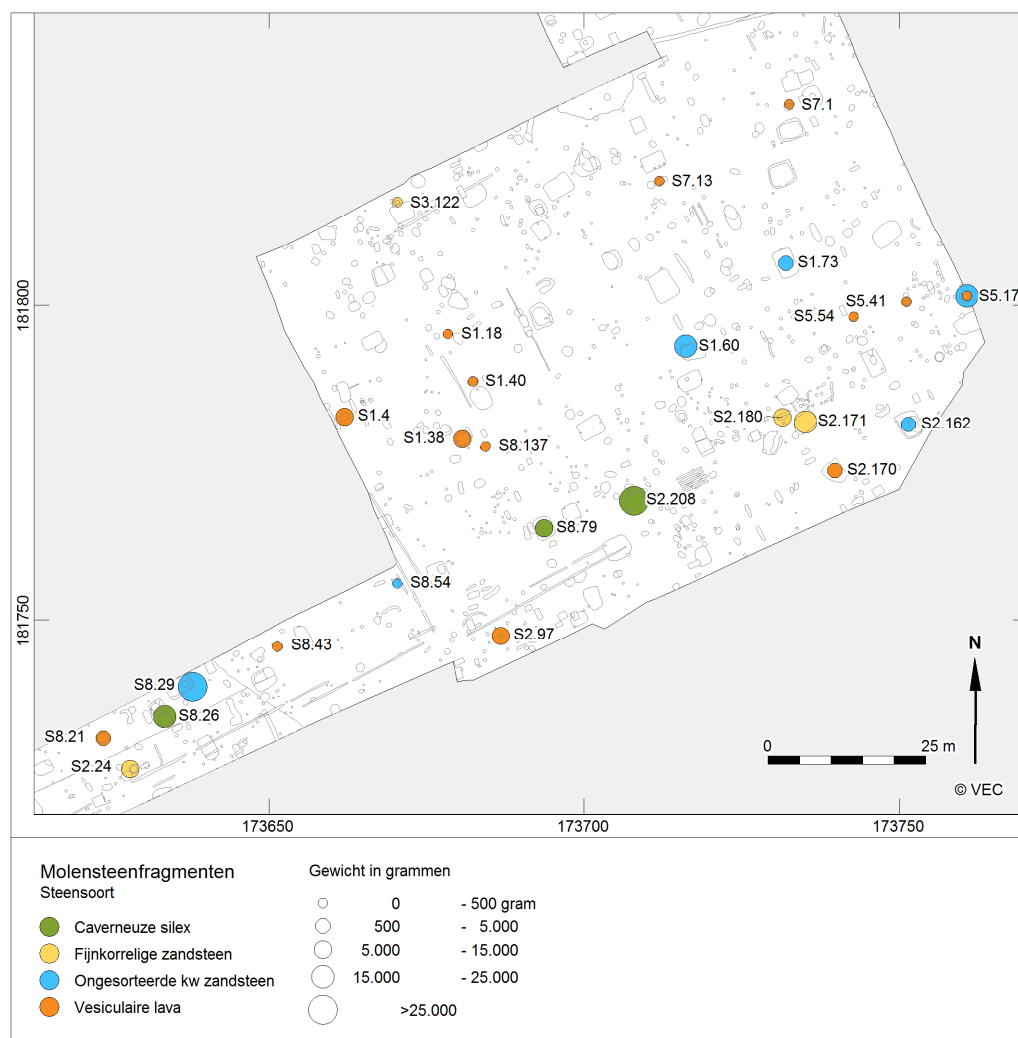 S7.1
S7.13
S3.122
S1.73
S5.17
S5.41
S5.54
181800
S1.18
S1.60
S1.40
S1.4
S2.180
S2.171
S2.162
S1.38
S8.137
S2.170
S2.208
S8.79
S8.54
181750
S2.97
S8.43
N
S8.29
S8.26
S8.21
S2.24
0 25 m
© VEC
173650 173700 173750
Molensteenfragmenten
Steensoort
Caverneuze silex
Fijnkorrelige zandsteen
Ongesorteerde kw zandsteen
Vesiculaire lava
Gewicht in grammen
0 - 500 gram
500 - 5.000
5.000 - 15.000
15.000 - 25.000
>25.000